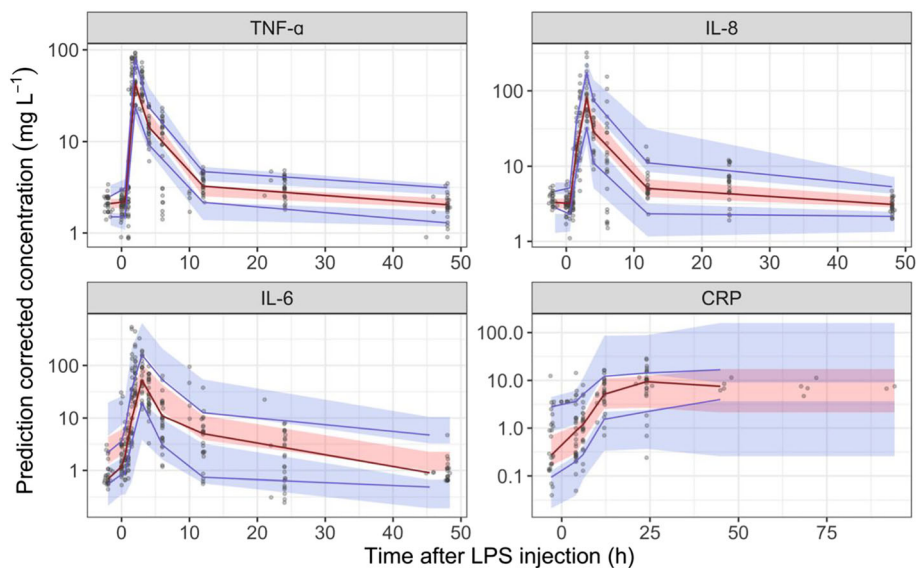 TNF-α
IL-8
100
10
1
0 10 20 30 40 50
100
10
1
0 10 20 30 40 50
IL-6
CRP
100
10
1
0 10 20 30 40 50
100.0
10.0
1.0
0.1
0 25 50 75
Prediction corrected concentration (mg L⁻¹)
Time after LPS injection (h)